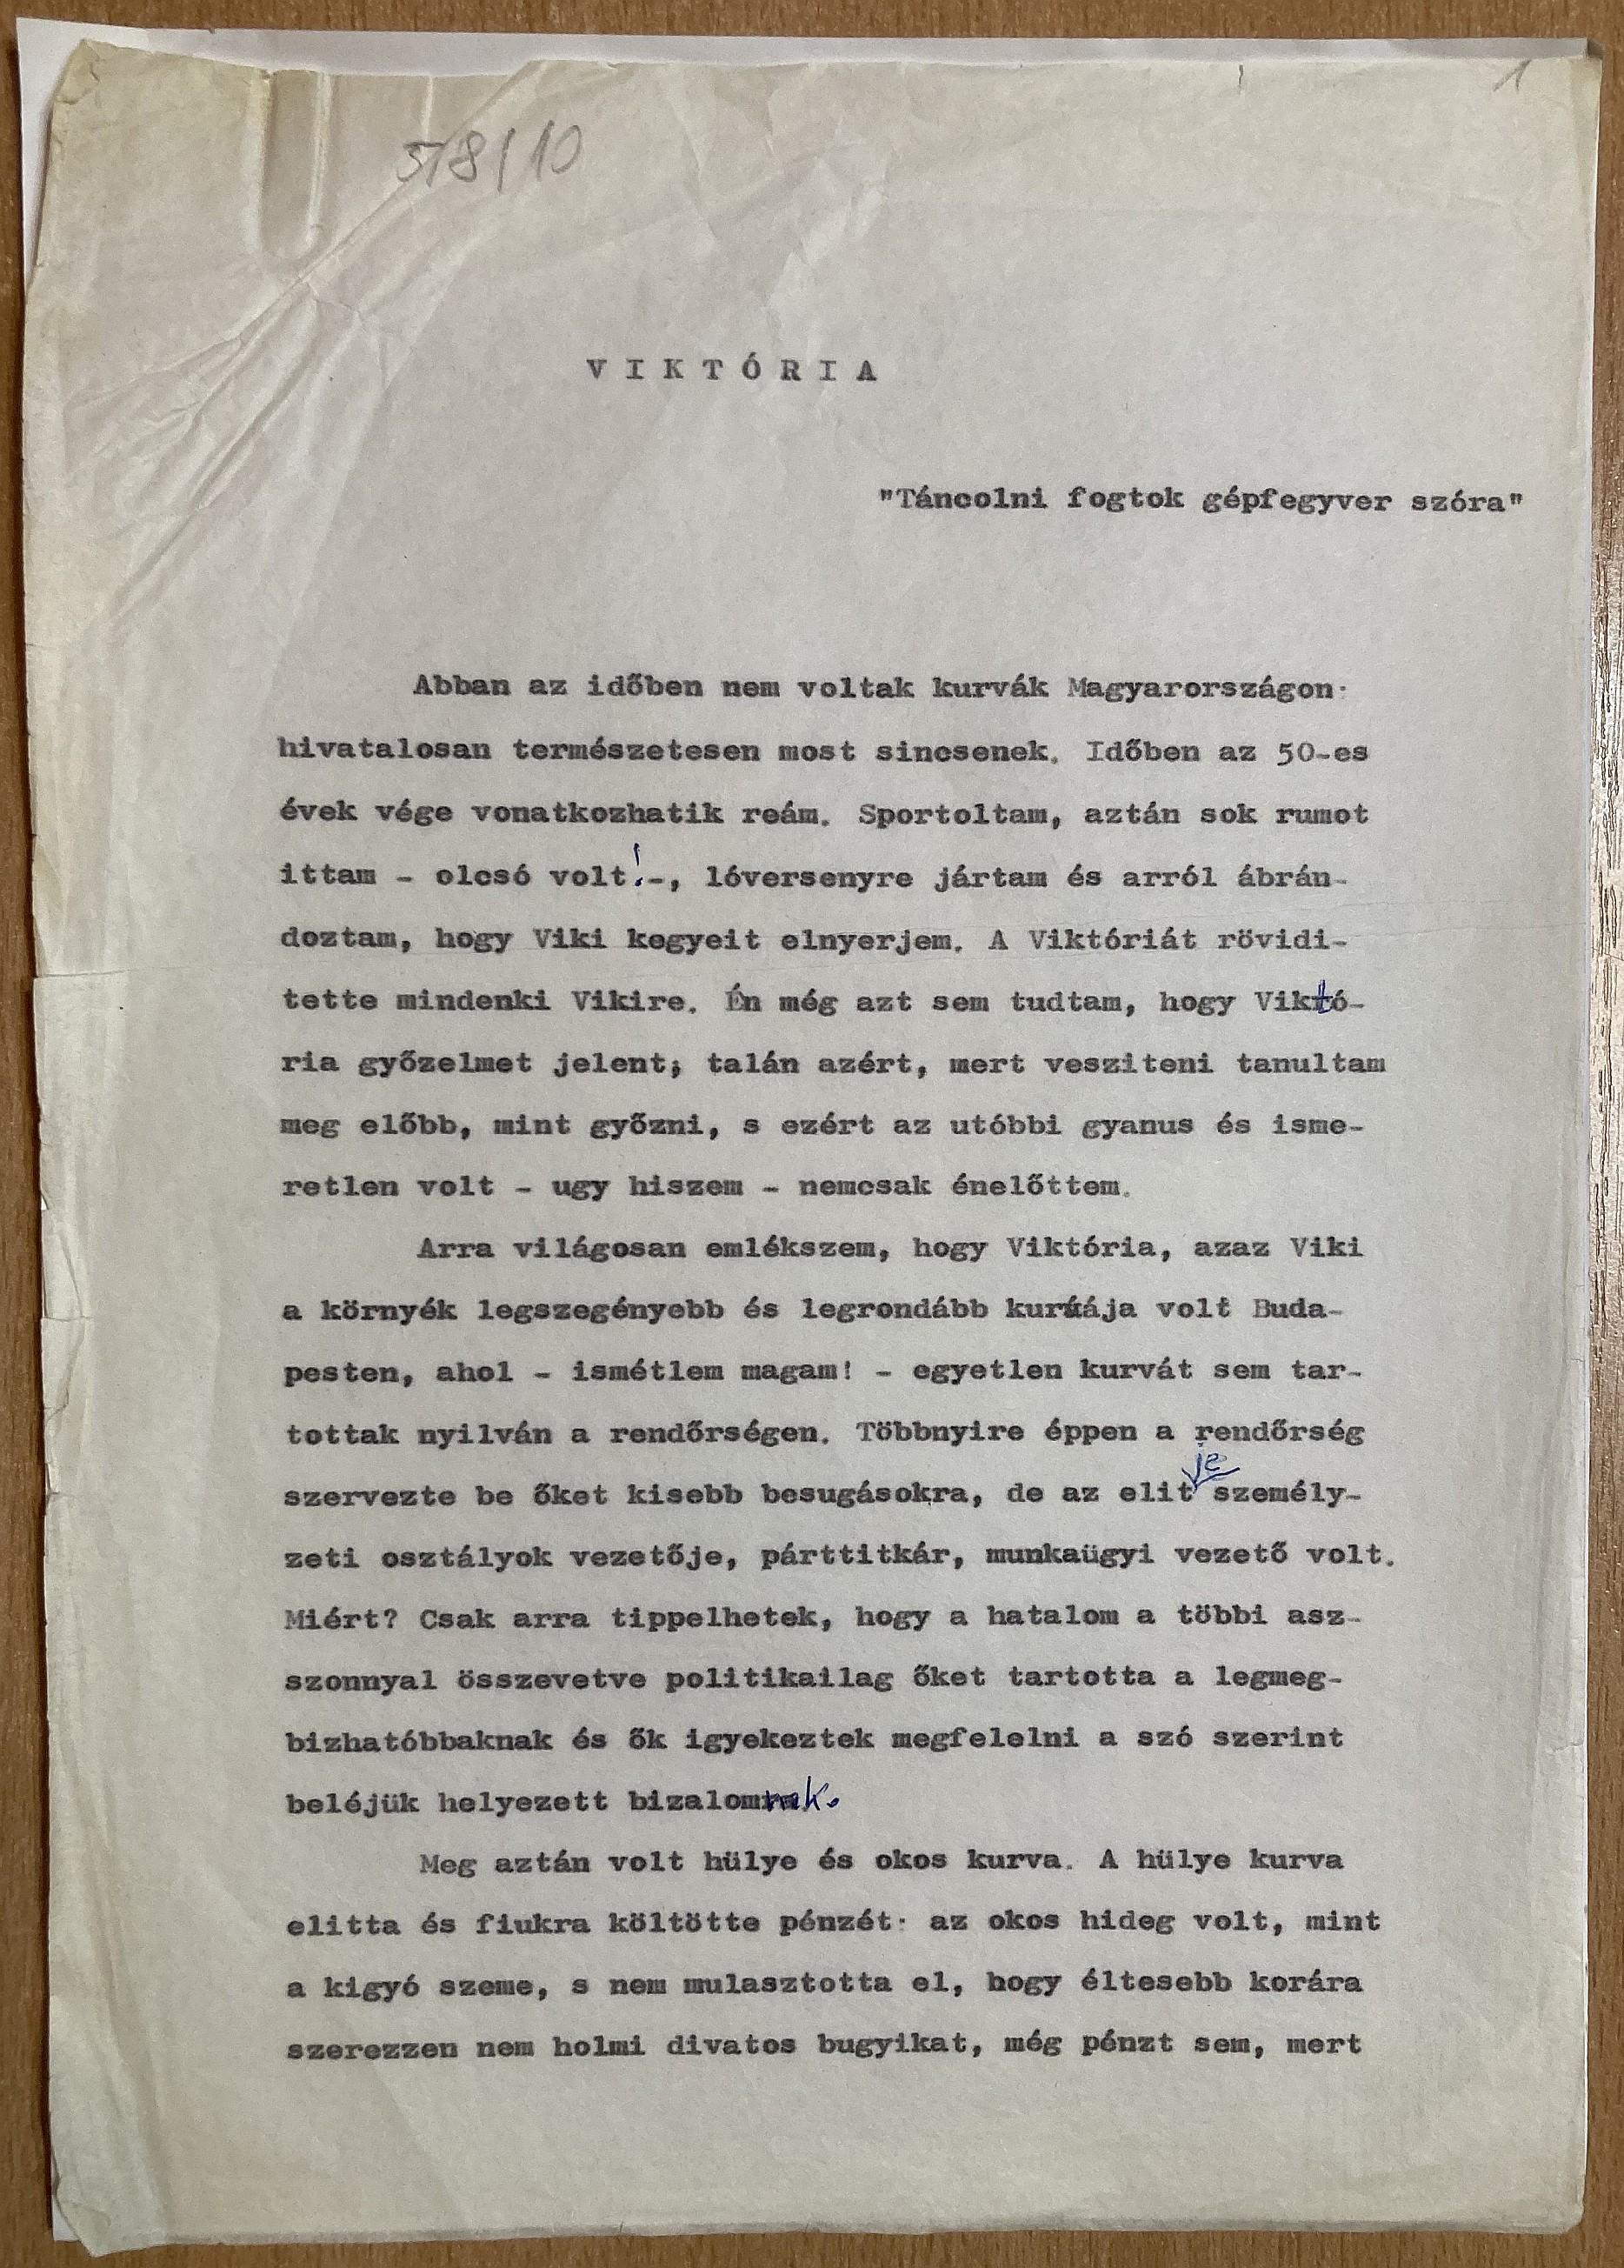 1
578/10
VIKTÓRIA
"Táncolni fogtok gépfegyver szóra"
Abban az időben nem voltak kurvák Magyarországon:
hivatalosan természetesen most sincsenek. Időben az 50-es
évek vége vonatkozhatik reám. Sportoltam, aztán sok rumot
ittam - olcsó volt!-, lóversenyre jártam és arról ábrán-
doztam, hogy Viki kegyeit elnyerjem. A Viktóriát rövidi-
tette mindenki Vikire. Én még azt sem tudtam, hogy Viktó-
ria győzelmet jelent; talán azért, mert vesziteni tanultam
meg előbb, mint győzni, s ezért az utóbbi gyanus és isme-
retlen volt - ugy hiszem - nemcsak énelőttem.
Arra világosan emlékszem, hogy Viktória, azaz Viki
a környék legszegényebb és legrondább volt Buda-
pesten, ahol - ismétlem magam! - egyetlen kurvát sem tar-
tottak nyilván a rendőrségen. Többnyire éppen a rendőrség
szervezte be őket kisebb besugásokra, de az elitje személy-
zeti osztályok vezetője, párttitkár, munkaügyi vezető volt.
Miért? Csak arra tippelhetek, hogy a hatalom a többi asz-
szonnyal összevetve politikailag őket tartotta a legmeg-
bizhatóbbaknak és ők igyekeztek megfelelni a szó szerint
beléjük helyezett bizalomnak.
Meg aztán volt hülye és okos kurva. A hülye kurva
elitta és fiukra költötte pénzét: az okos hideg volt, mint
a kigyó szeme, s nem mulasztotta el, hogy éltesebb korára
szerezzen nem holmi divatos bugyikat, még pénzt sem, mert